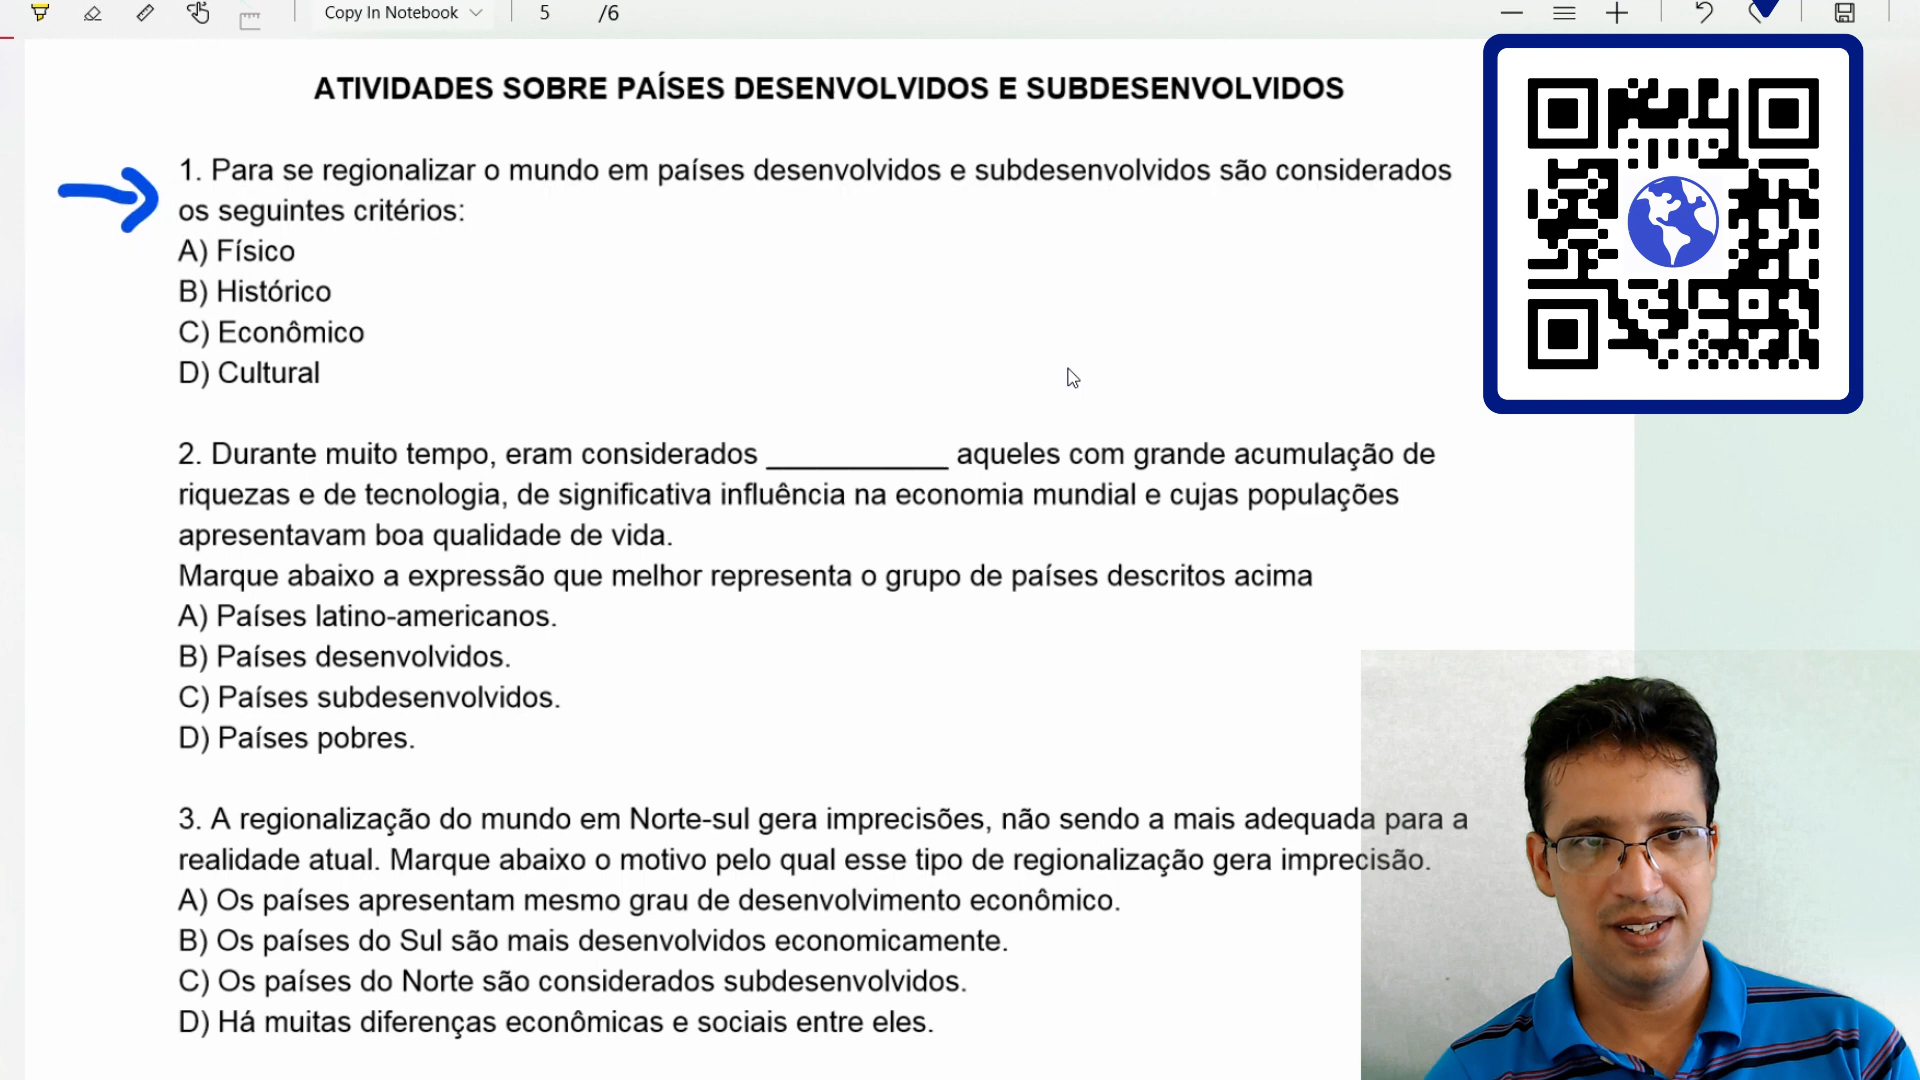 Copy In Notebook 5 /6
ATIVIDADES SOBRE PAÍSES DESENVOLVIDOS E SUBDESENVOLVIDOS
1. Para se regionalizar o mundo em países desenvolvidos e subdesenvolvidos são considerados
os seguintes critérios:
A) Físico
B) Histórico
C) Econômico
D) Cultural
2. Durante muito tempo, eram considerados ___________ aqueles com grande acumulação de
riquezas e de tecnologia, de significativa influência na economia mundial e cujas populações
apresentavam boa qualidade de vida.
Marque abaixo a expressão que melhor representa o grupo de países descritos acima
A) Países latino-americanos.
B) Países desenvolvidos.
C) Países subdesenvolvidos.
D) Países pobres.
3. A regionalização do mundo em Norte-sul gera imprecisões, não sendo a mais adequada para a
realidade atual. Marque abaixo o motivo pelo qual esse tipo de regionalização gera imprecisão.
A) Os países apresentam mesmo grau de desenvolvimento econômico.
B) Os países do Sul são mais desenvolvidos economicamente.
C) Os países do Norte são considerados subdesenvolvidos.
D) Há muitas diferenças econômicas e sociais entre eles.